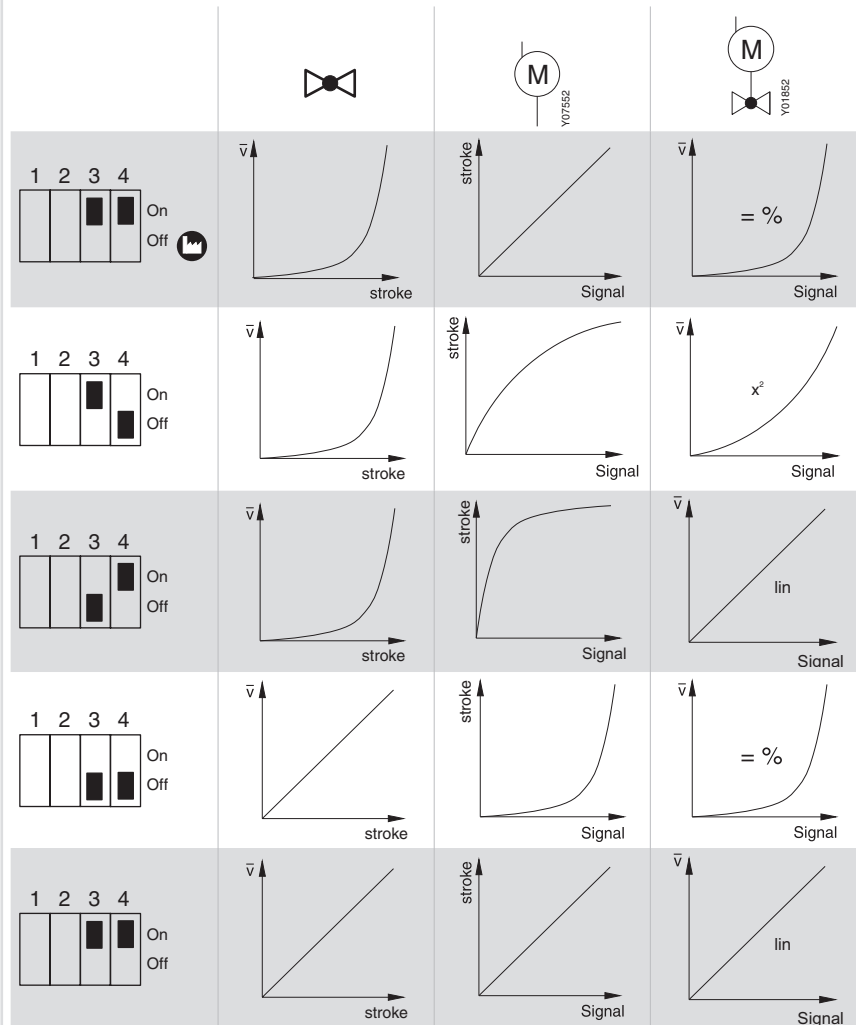 M
Y07552
M
Y01852
1 2 3 4
On
Off
v̅
stroke
stroke
Signal
v̅
= %
Signal
1 2 3 4
On
Off
v̅
stroke
stroke
Signal
v̅
x²
Signal
1 2 3 4
On
Off
v̅
stroke
stroke
Signal
v̅
lin
Signal
1 2 3 4
On
Off
v̅
stroke
stroke
Signal
v̅
= %
Signal
1 2 3 4
On
Off
v̅
stroke
stroke
Signal
v̅
lin
Signal